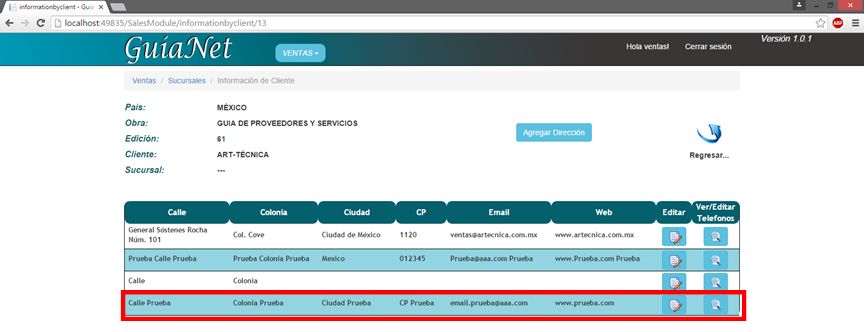 informationbyclient - Guía
localhost:49835/SalesModule/informationbyclient/13
ABP
GuíaNet
VENTAS
Hola ventas!
Cerrar sesión
Versión 1.0.1
Ventas / Sucursales / Información de Cliente
País: MÉXICO
Obra: GUIA DE PROVEEDORES Y SERVICIOS
Edición: 61
Cliente: ART-TÉCNICA
Sucursal: ---
Agregar Dirección
Regresar...
Calle Colonia Ciudad CP Email Web Editar Ver/Editar Telefonos
General Sóstenes Rocha Núm. 101 Col. Cove Ciudad de México 1120 ventas@artecnica.com.mx www.artecnica.com.mx
Prueba Calle Prueba Prueba Colonia Prueba Mexico 012345 Prueba@aaa.com Prueba www.Prueba.com Prueba
Calle Colonia
Calle Prueba Colonia Prueba Ciudad Prueba CP Prueba email.prueba@aaa.com www.prueba.com